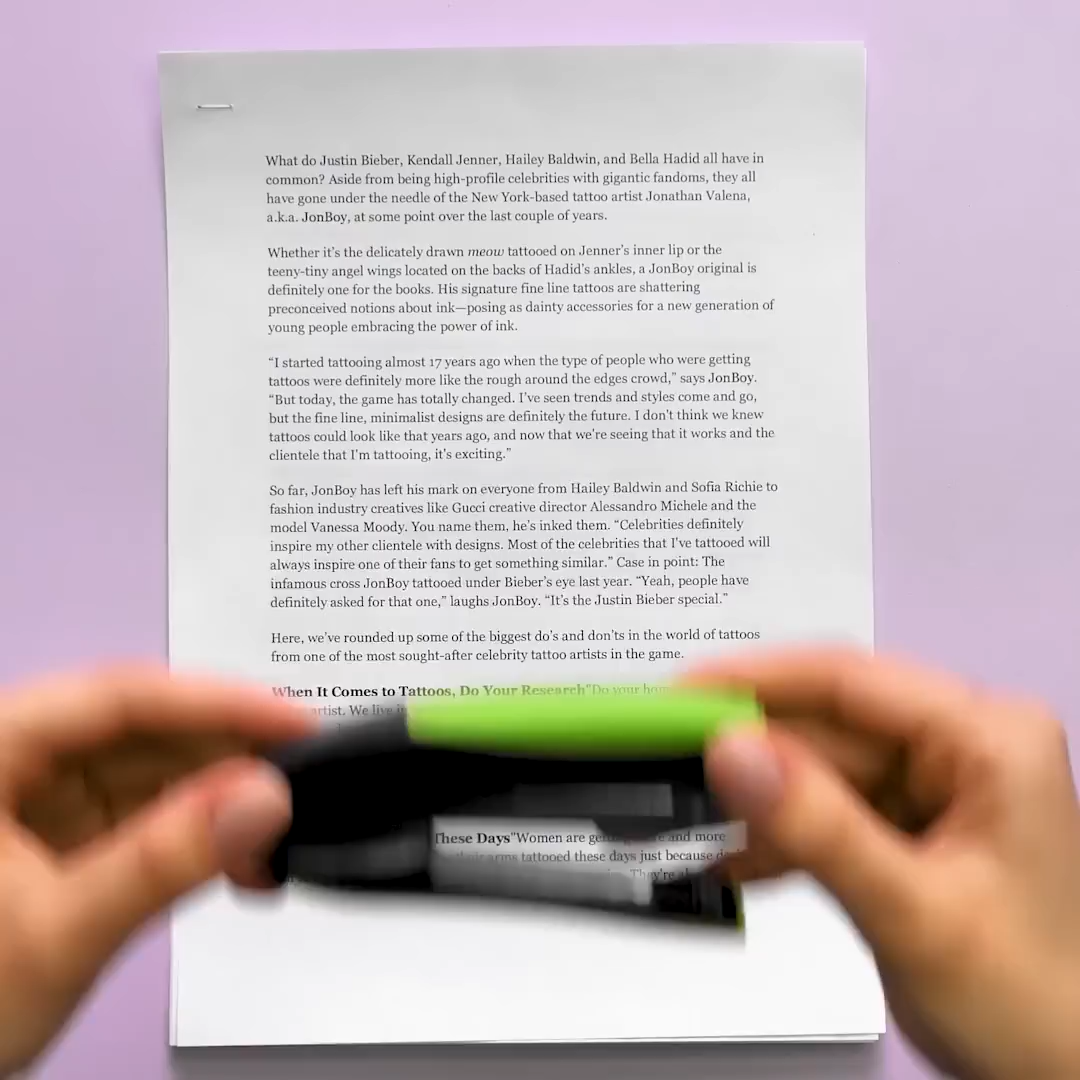 What do Justin Bieber, Kendall Jenner, Hailey Baldwin, and Bella Hadid all have in
common? Aside from being high-profile celebrities with gigantic fandoms, they all
have gone under the needle of the New York-based tattoo artist Jonathan Valena,
a.k.a. JonBoy, at some point over the last couple of years.
Whether it’s the delicately drawn meow tattooed on Jenner’s inner lip or the
teeny-tiny angel wings located on the backs of Hadid’s ankles, a JonBoy original is
definitely one for the books. His signature fine line tattoos are shattering
preconceived notions about ink—posing as dainty accessories for a new generation of
young people embracing the power of ink.
“I started tattooing almost 17 years ago when the type of people who were getting
tattoos were definitely more like the rough around the edges crowd,” says JonBoy.
“But today, the game has totally changed. I’ve seen trends and styles come and go,
but the fine line, minimalist designs are definitely the future. I don’t think we knew
tattoos could look like that years ago, and now that we’re seeing that it works and the
clientele that I’m tattooing, it’s exciting.”
So far, JonBoy has left his mark on everyone from Hailey Baldwin and Sofia Richie to
fashion industry creatives like Gucci creative director Alessandro Michele and the
model Vanessa Moody. You name them, he’s inked them. “Celebrities definitely
inspire my other clientele with designs. Most of the celebrities that I’ve tattooed will
always inspire one of their fans to get something similar.” Case in point: The
infamous cross JonBoy tattooed under Bieber’s eye last year. “Yeah, people have
definitely asked for that one,” laughs JonBoy. “It’s the Justin Bieber special.”
Here, we’ve rounded up some of the biggest do’s and don’ts in the world of tattoos
from one of the most sought-after celebrity tattoo artists in the game.
When It Comes to Tattoos, Do Your Research"Do your
artist. We live
These Days"Women are and more
arms tattooed these days just because
They're